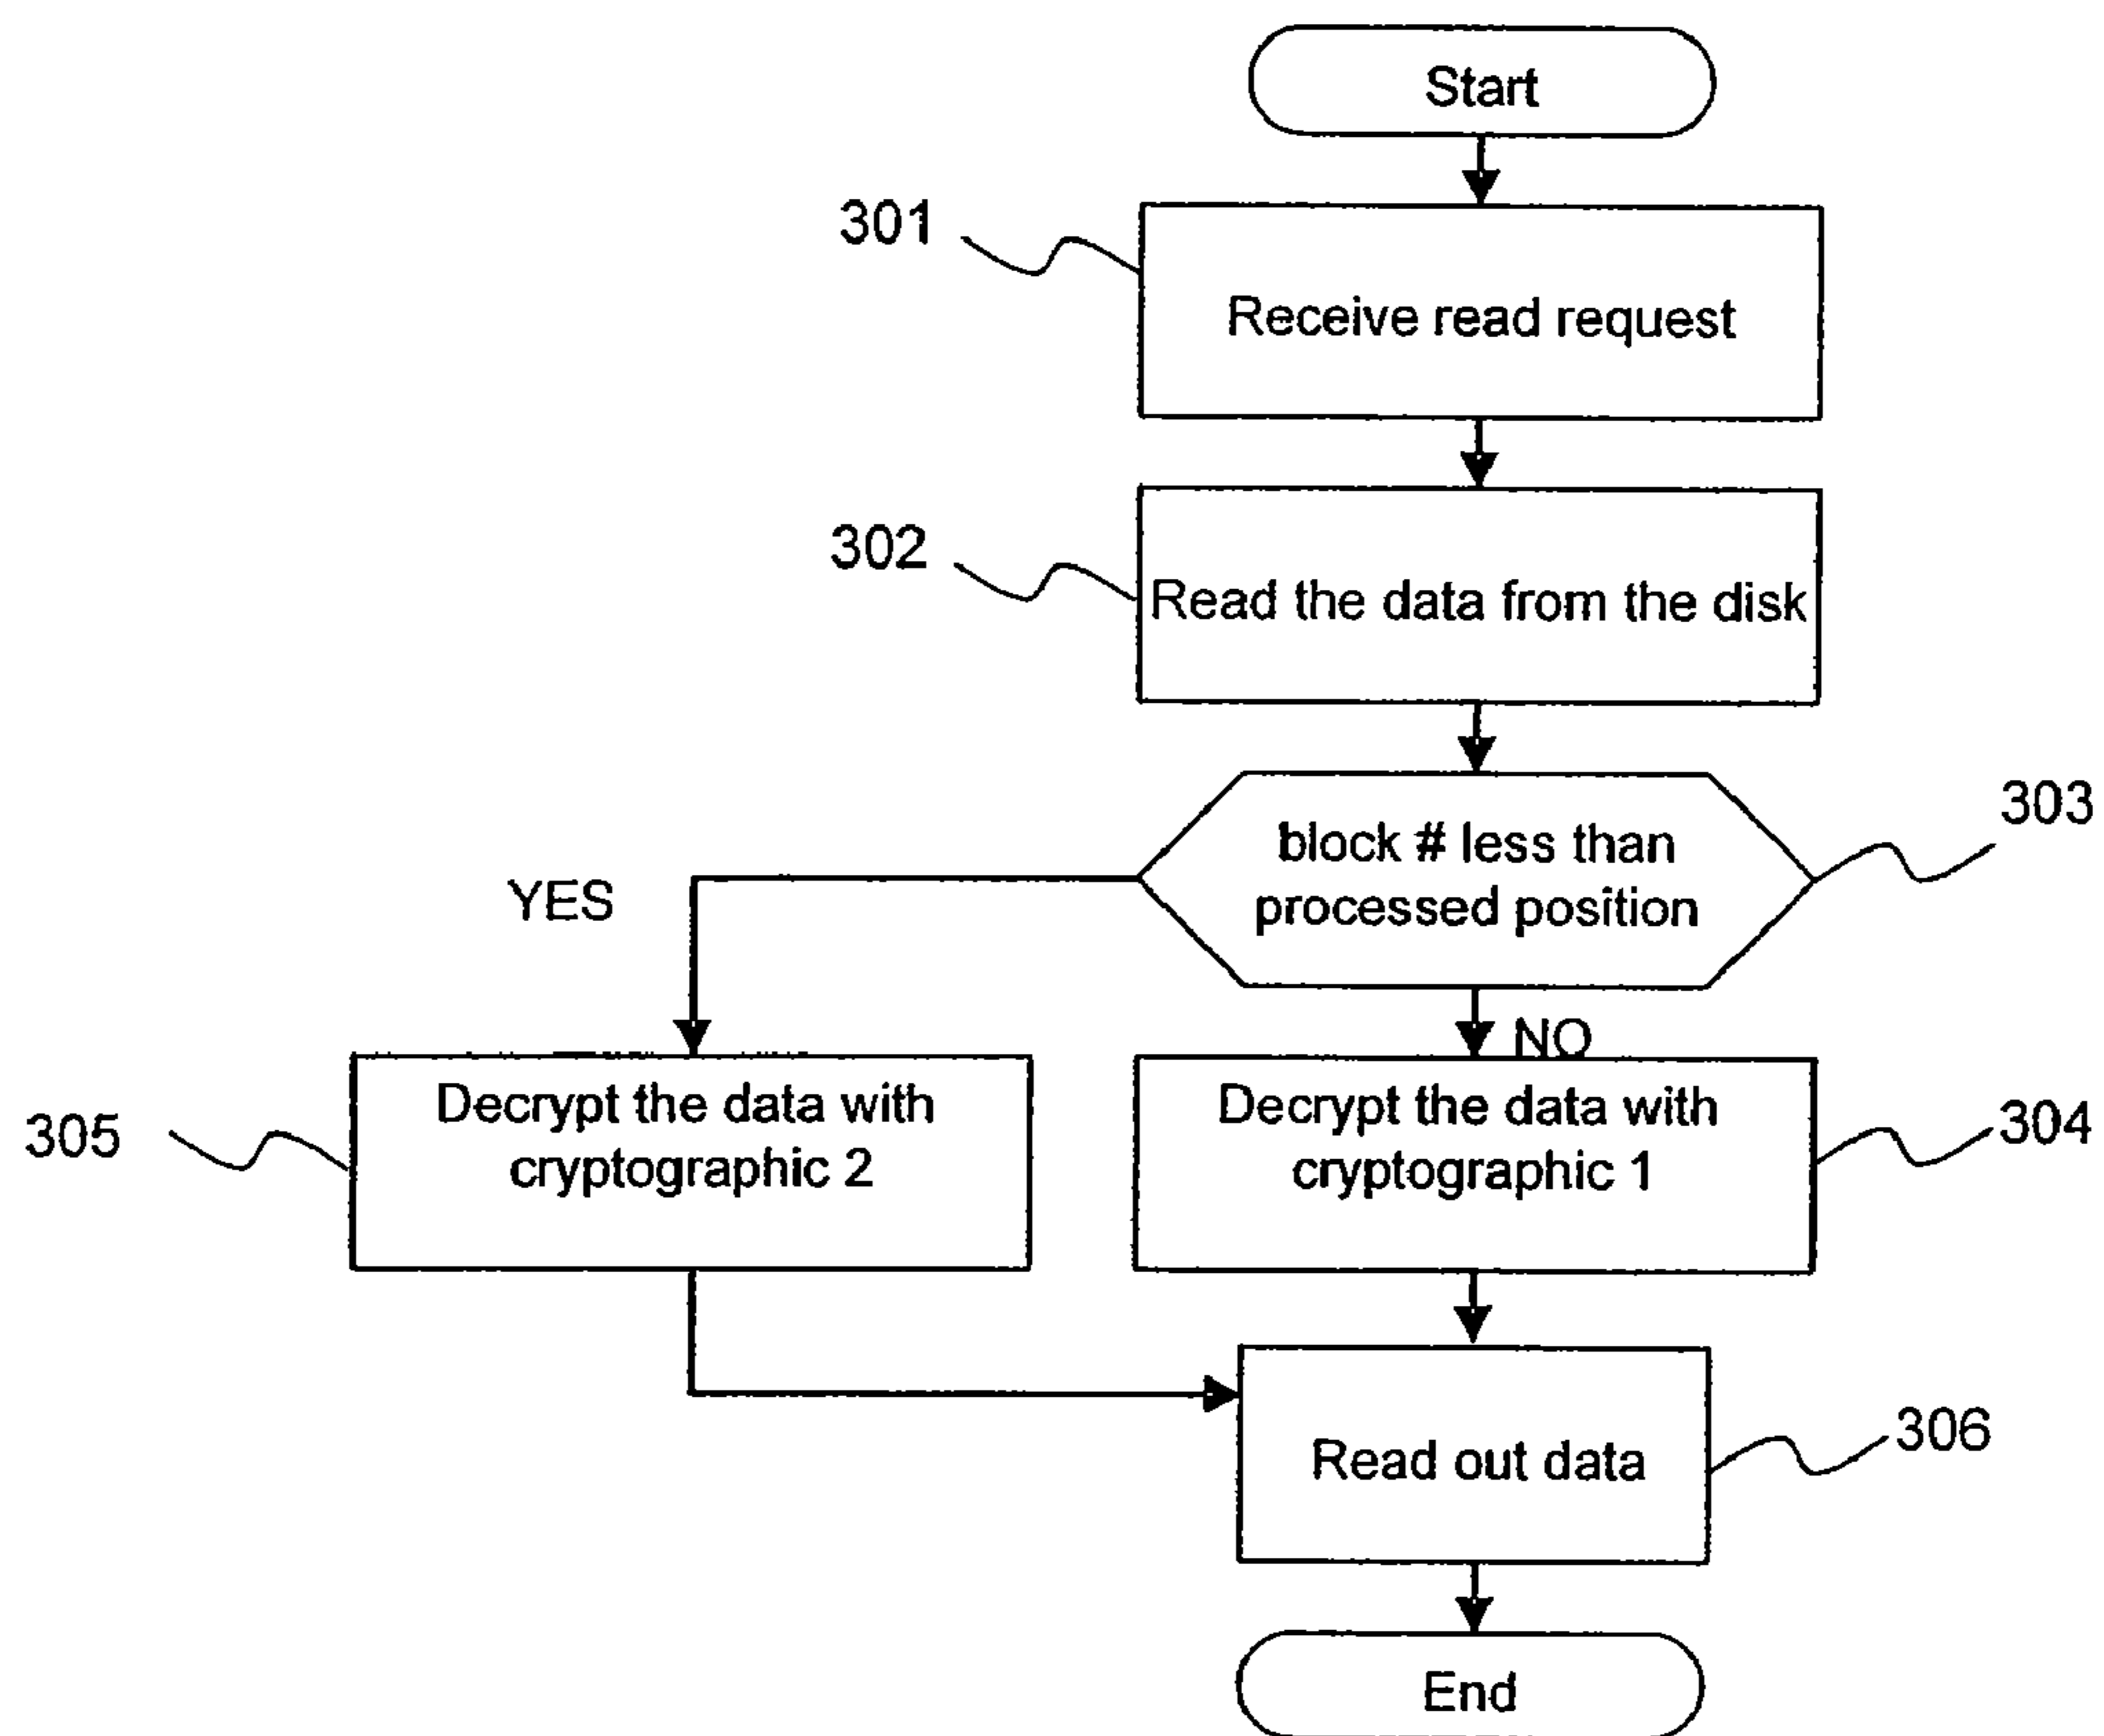 Start
301
Receive read request
302
Read the data from the disk
303
block # less than
processed position
YES
NO
305
Decrypt the data with
cryptographic 2
Decrypt the data with
cryptographic 1
304
Read out data
306
End